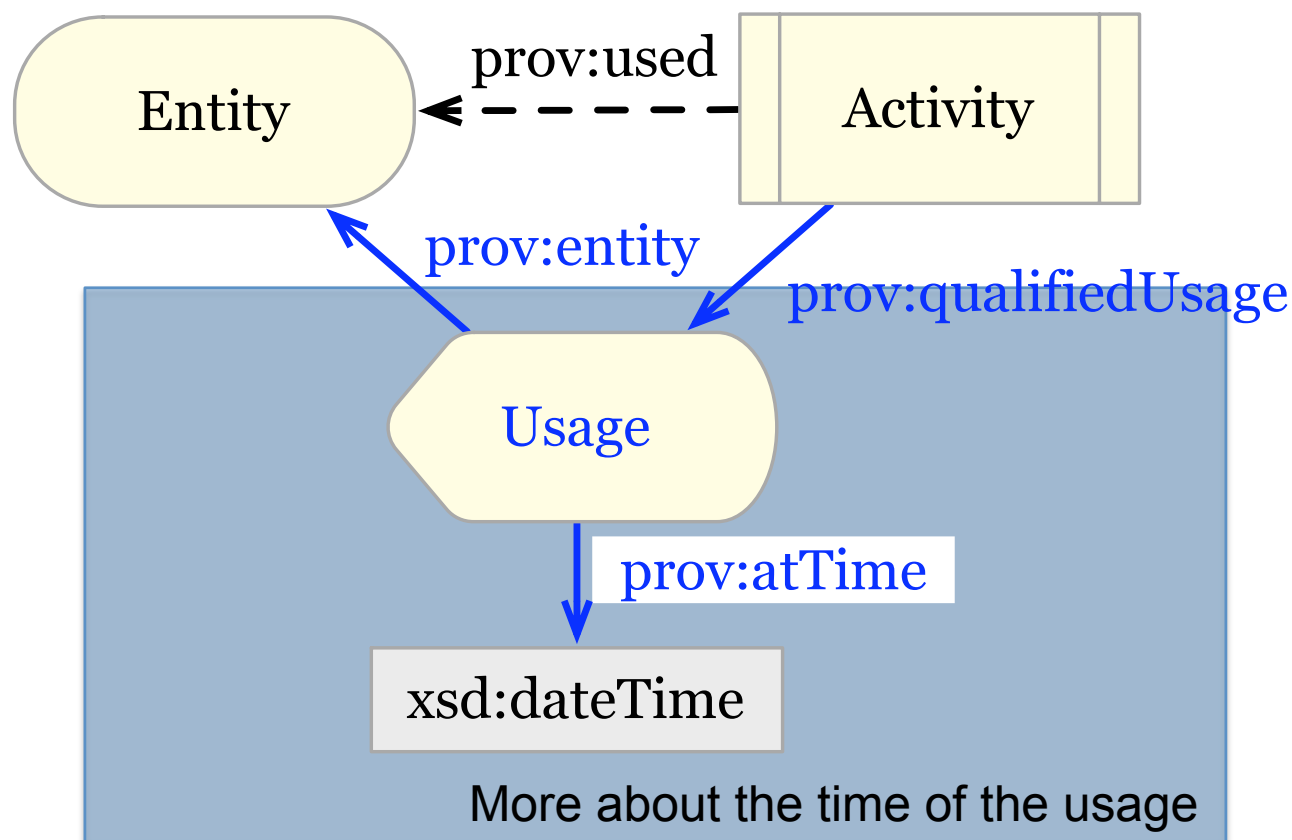 prov:used
Entity
Activity
prov:entity
prov:qualifiedUsage
Usage
prov:atTime
xsd:dateTime
More about the time of the usage